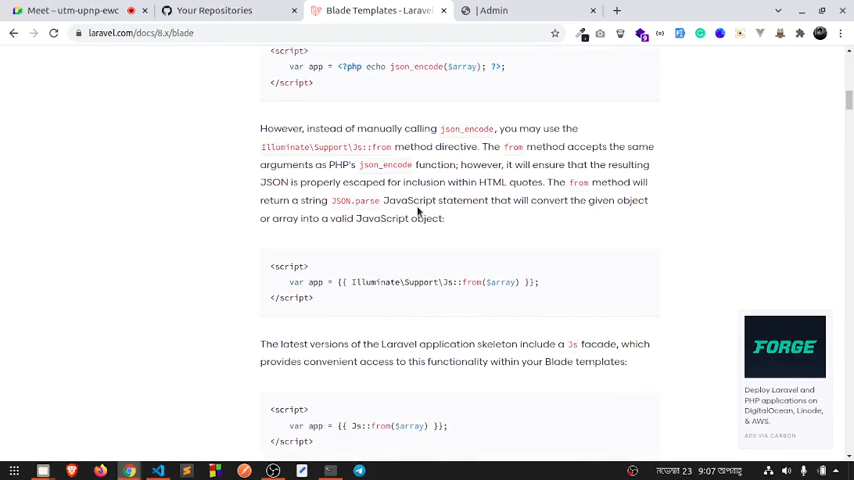 Meet – utm-upnp-ewc
Your Repositories
Blade Templates - Laravel
| Admin
laravel.com/docs/8.x/blade
<script>
var app = <?php echo json_encode($array); ?>;
</script>
However, instead of manually calling json_encode, you may use the
Illuminate\Support\Js::from method directive. The from method accepts the same
arguments as PHP's json_encode function; however, it will ensure that the resulting
JSON is properly escaped for inclusion within HTML quotes. The from method will
return a string JSON.parse JavaScript statement that will convert the given object
or array into a valid JavaScript object:
<script>
var app = {{ Illuminate\Support\Js::from($array) }};
</script>
The latest versions of the Laravel application skeleton include a Js facade, which
provides convenient access to this functionality within your Blade templates:
<script>
var app = {{ Js::from($array) }};
</script>
FORGE
Deploy Laravel and
PHP applications on
DigitalOcean, Linode,
& AWS.
ADS VIA CARBON
নভেম্বর 23 9:07 অপরাহ্ণ